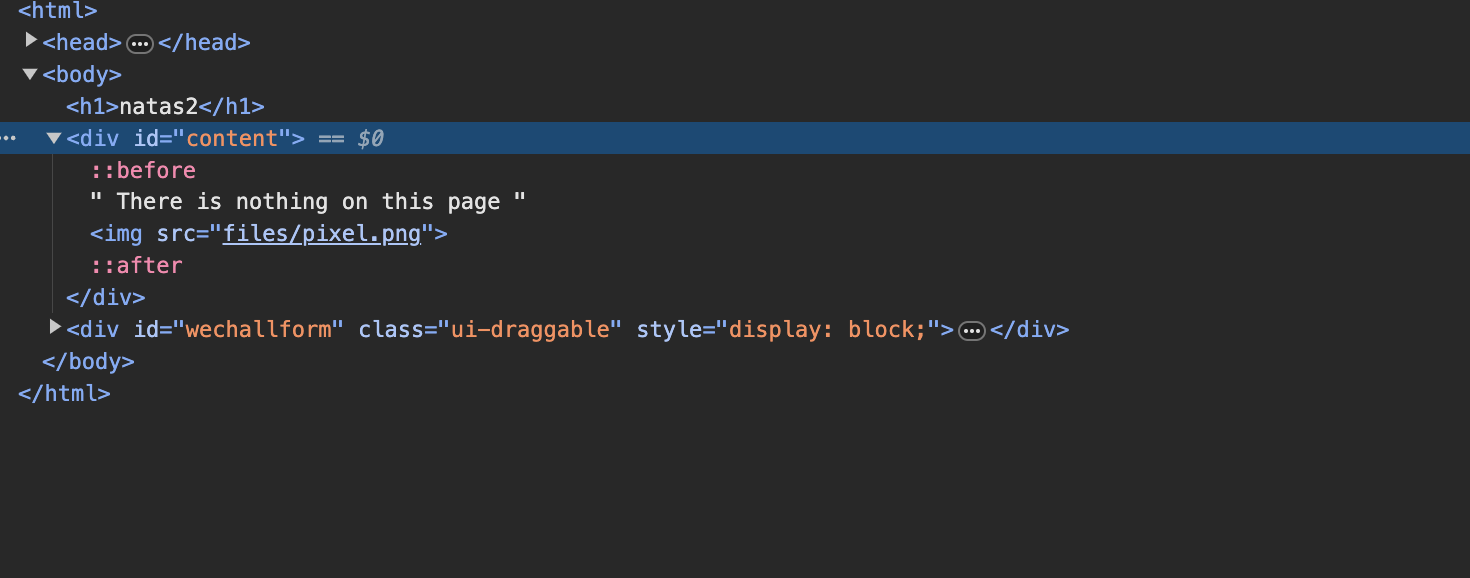 <html>
<head>•••</head>
<body>
<h1>natas2</h1>
••• <div id="content"> == $0
::before
" There is nothing on this page "
<img src="files/pixel.png">
::after
</div>
<div id="wechallform" class="ui-draggable" style="display: block;">•••</div>
</body>
</html>